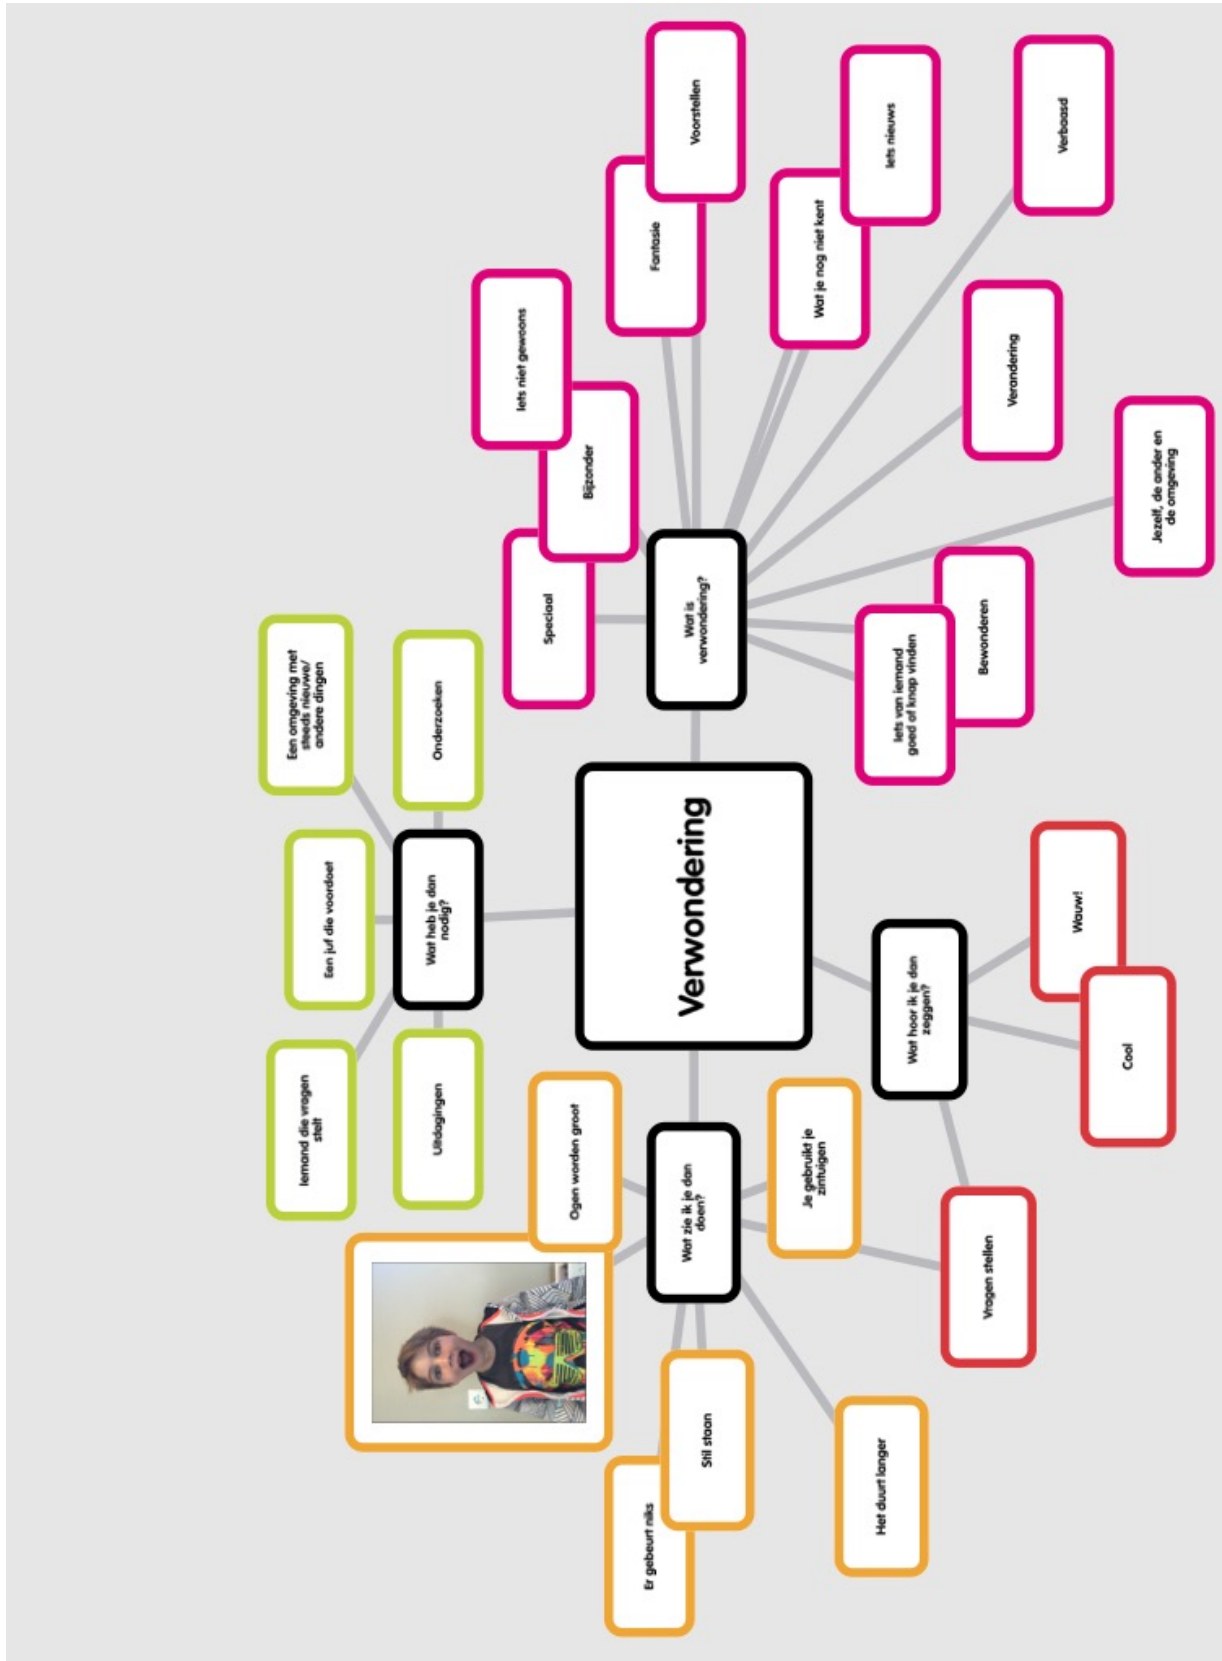 Verwondering
Wat heb je dan
nodig?
Iemand die vragen
stelt
Een juf die voordoet
Een omgeving met
steeds nieuwe/
andere dingen
Uitdagingen
Onderzoeken
Wat is
verwondering?
Speciaal
Bijzonder
Iets niet gewoons
Fantasie
Voorstellen
Wat je nog niet kent
Iets nieuws
Verbaasd
Verandering
Jezelf, de ander en
de omgeving
Bewonderen
Iets van iemand
goed of knap vinden
Wat hoor ik je dan
zeggen?
Wauw!
Cool
Vragen stellen
Wat zie ik je dan
doen?
Ogen worden groot
Je gebruikt je
zintuigen
Stil staan
Er gebeurt niks
Het duurt langer